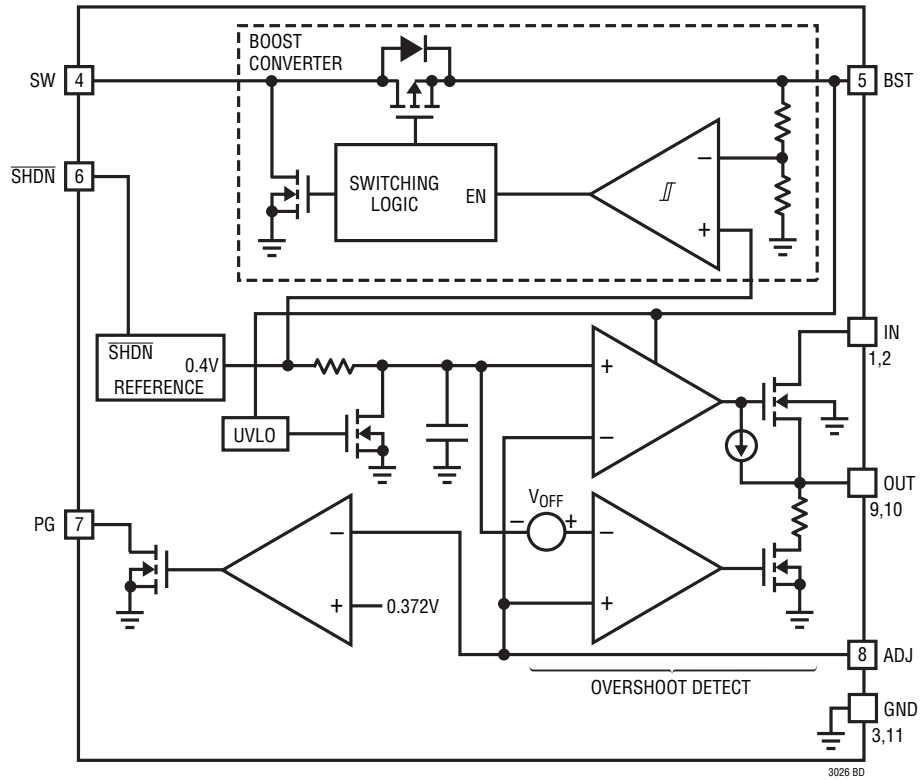 BOOST
CONVERTER
SW 4
5 BST
SHDN 6
SWITCHING
LOGIC
EN
–
+
IN
1,2
SHDN
0.4V
REFERENCE
+
–
UVLO
OUT
9,10
PG 7
VOFF
– +
–
+
–
+ 0.372V
8 ADJ
OVERSHOOT DETECT
GND
3,11
3026 BD